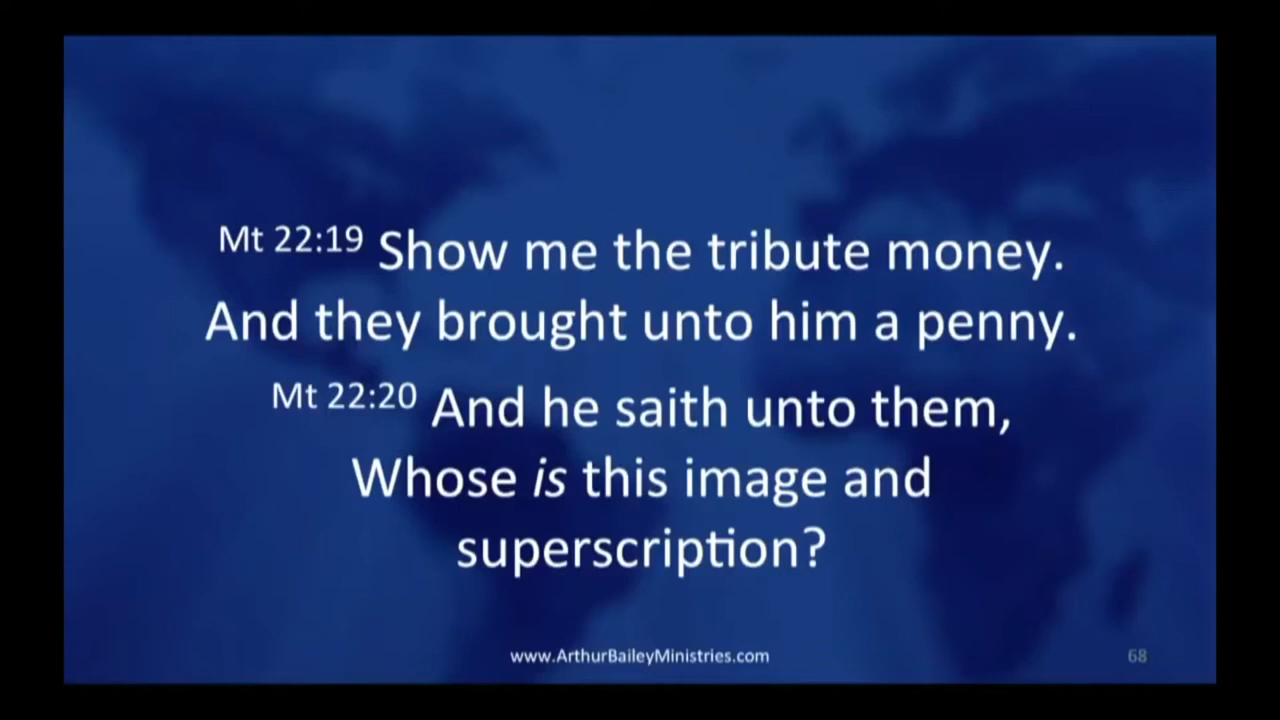 Mt 22:19 Show me the tribute money.
And they brought unto him a penny.
Mt 22:20 And he saith unto them,
Whose is this image and
superscription?
www.ArthurBaileyMinistries.com
68